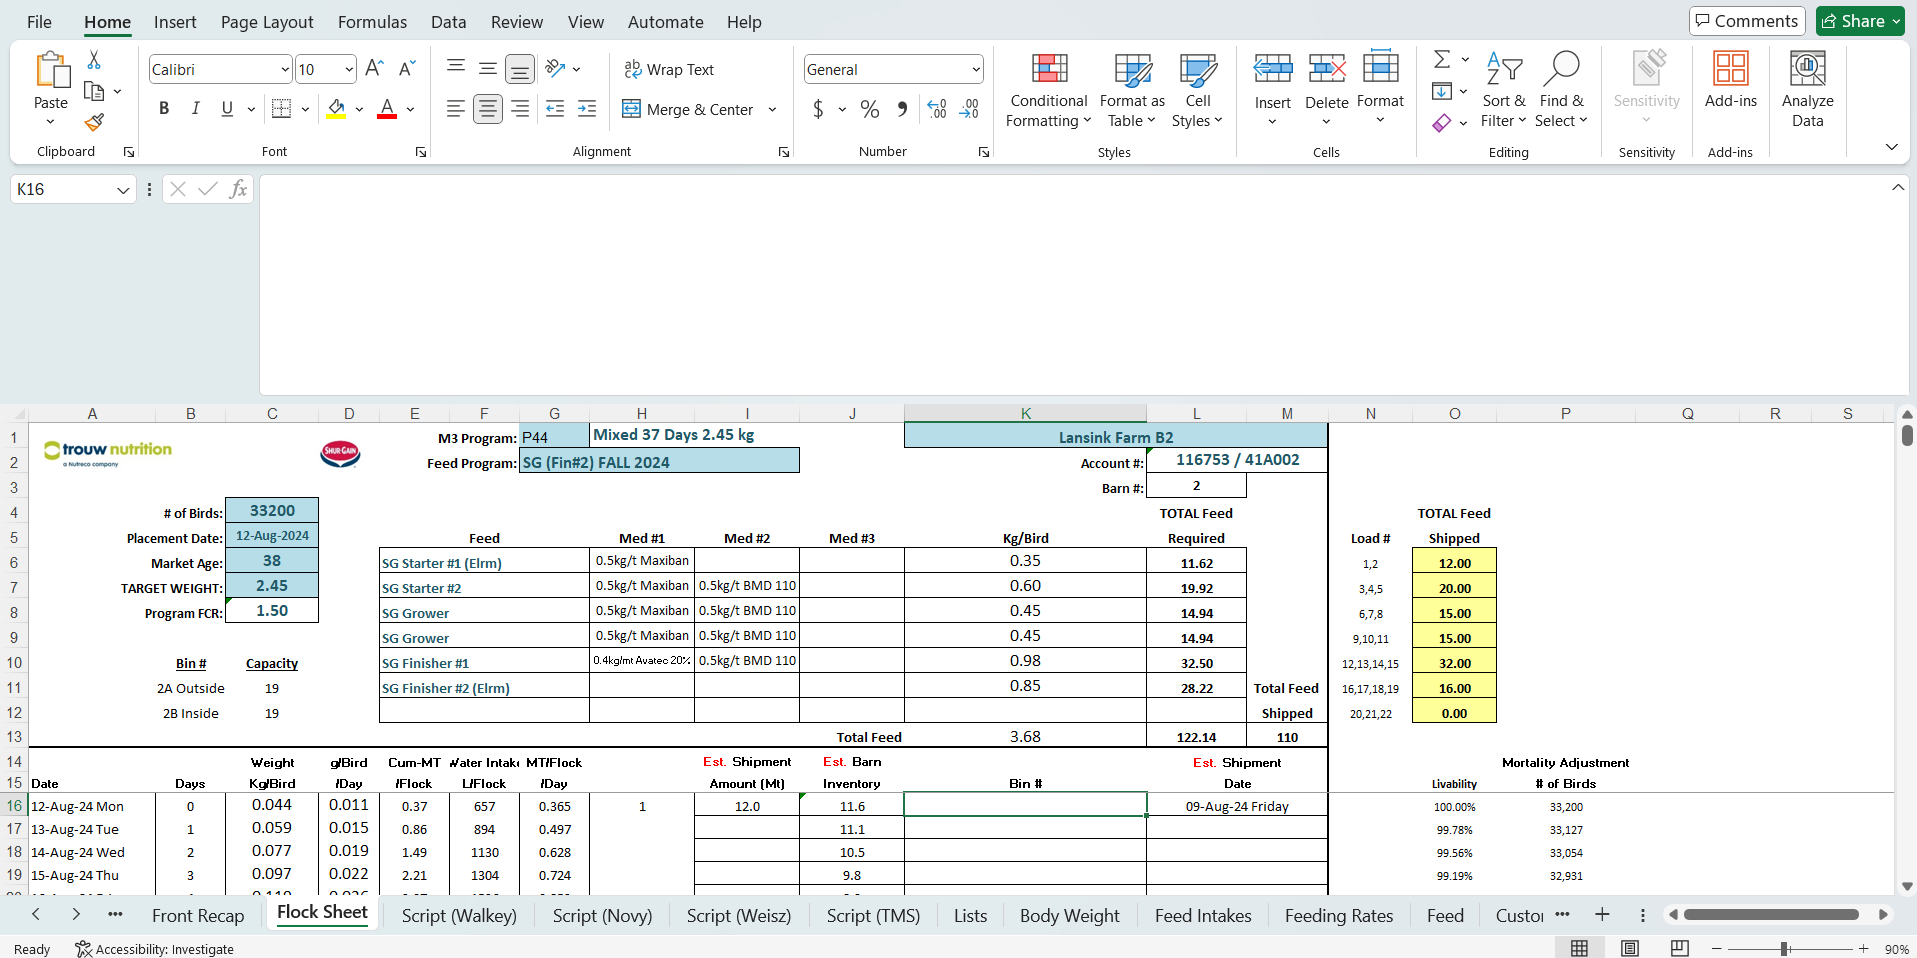 File Home Insert Page Layout Formulas Data Review View Automate Help Comments Share
Calibri 10 Wrap Text General
Paste Conditional Formatting Format as Table Cell Styles Insert Delete Format Sort & Filter Find & Select Sensitivity Add-ins Analyze Data
B I U A Merge & Center $ %
Clipboard Font Alignment Number Styles Cells Editing Sensitivity Add-ins
K16 fx
A B C D E F G H I J K L M N O P Q R S
1 M3 Program: P44 Mixed 37 Days 2.45 kg Lansink Farm B2
trouw nutrition
a Nutreco company
SHUR-GAIN
2 Feed Program: SG (Fin#2) FALL 2024 Account #: 116753 / 41A002
3 Barn #: 2
4 # of Birds: 33200 TOTAL Feed TOTAL Feed
5 Placement Date: 12-Aug-2024 Feed Med #1 Med #2 Med #3 Kg/Bird Required Load # Shipped
6 Market Age: 38 SG Starter #1 (Elrm) 0.5kg/t Maxiban 0.35 11.62 1,2 12.00
7 TARGET WEIGHT: 2.45 SG Starter #2 0.5kg/t Maxiban 0.5kg/t BMD 110 0.60 19.92 3,4,5 20.00
8 Program FCR: 1.50 SG Grower 0.5kg/t Maxiban 0.5kg/t BMD 110 0.45 14.94 6,7,8 15.00
9 SG Grower 0.5kg/t Maxiban 0.5kg/t BMD 110 0.45 14.94 9,10,11 15.00
10 Bin # Capacity SG Finisher #1 0.4kg/mt Avatec 20% 0.5kg/t BMD 110 0.98 32.50 12,13,14,15 32.00
11 2A Outside 19 SG Finisher #2 (Elrm) 0.85 28.22 Total Feed 16,17,18,19 16.00
12 2B Inside 19 Shipped 20,21,22 0.00
13 Total Feed 3.68 122.14 110
14 Weight g/Bird Cum-MT Water Intake MT/Flock Est. Shipment Est. Barn Est. Shipment Mortality Adjustment
15 Date Days Kg/Bird /Day /Flock L/Flock /Day Amount (Mt) Inventory Bin # Date Livability # of Birds
16 12-Aug-24 Mon 0 0.044 0.011 0.37 657 0.365 1 12.0 11.6 09-Aug-24 Friday 100.00% 33,200
17 13-Aug-24 Tue 1 0.059 0.015 0.86 894 0.497 11.1 99.78% 33,127
18 14-Aug-24 Wed 2 0.077 0.019 1.49 1130 0.628 10.5 99.56% 33,054
19 15-Aug-24 Thu 3 0.097 0.022 2.21 1304 0.724 9.8 99.19% 32,931
Front Recap Flock Sheet Script (Walkey) Script (Novy) Script (Weisz) Script (TMS) Lists Body Weight Feed Intakes Feeding Rates Feed Custo
Ready Accessibility: Investigate 90%